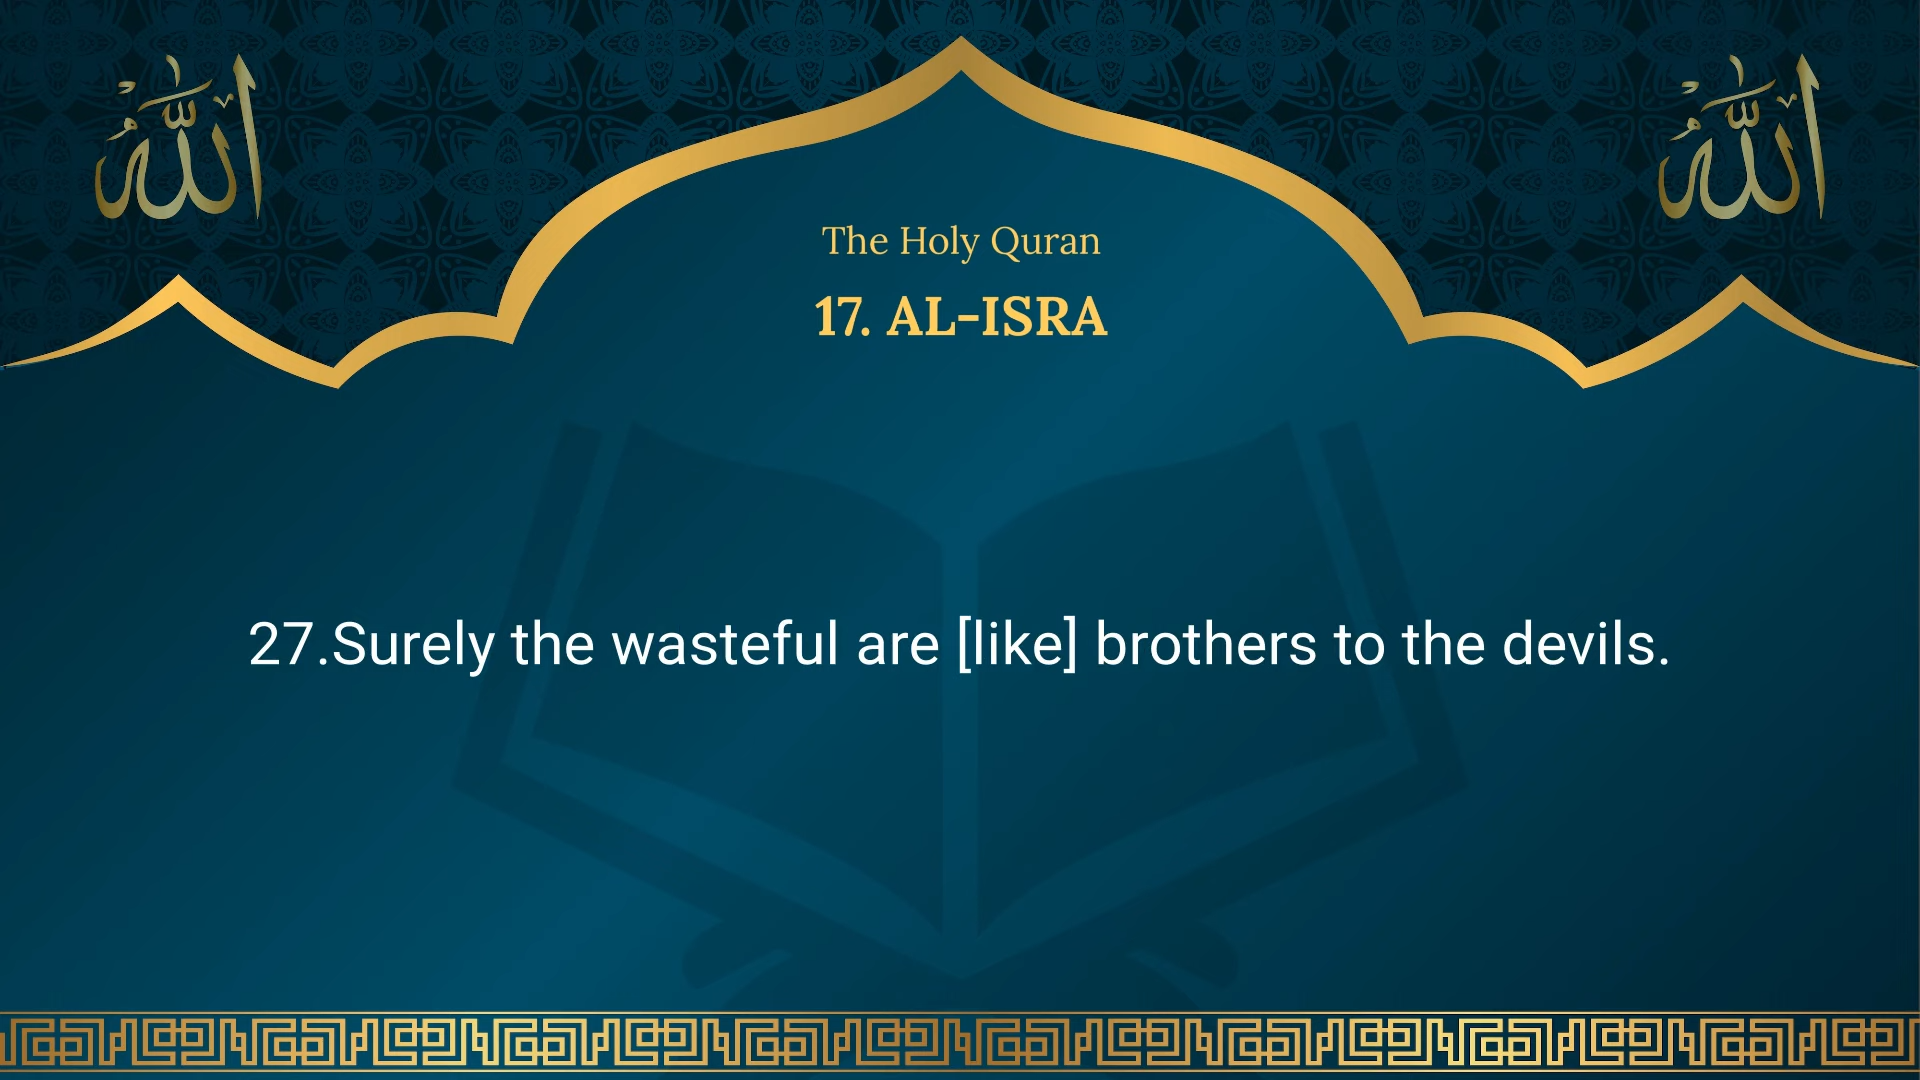 الله
الله
The Holy Quran
17. AL-ISRA
27.Surely the wasteful are [like] brothers to the devils.